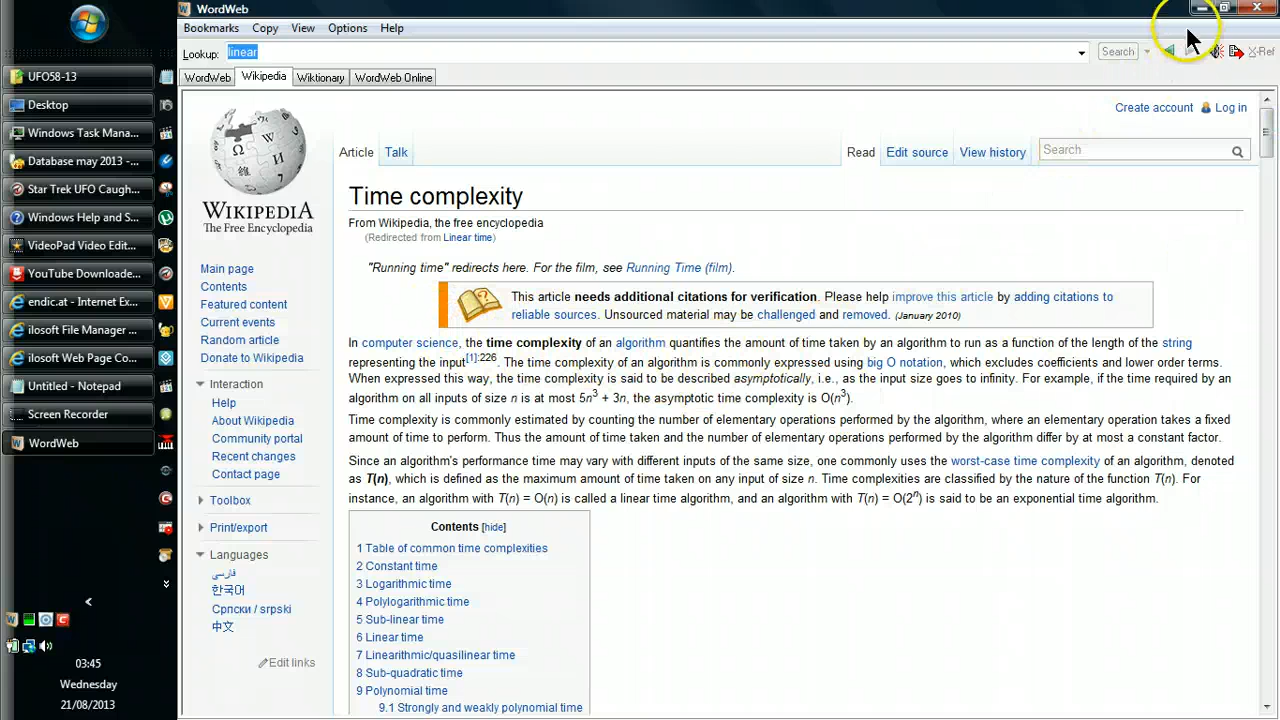 WordWeb
Bookmarks Copy View Options Help
Lookup: linear
Search
X-Ref
WordWeb Wikipedia Wiktionary WordWeb Online
UFO58-13
Desktop
Windows Task Mana...
Database may 2013 -...
Star Trek UFO Caugh...
Windows Help and S...
VideoPad Video Edit...
YouTube Downloade...
endic.at - Internet Ex...
ilosoft File Manager ...
ilosoft Web Page Co...
Untitled - Notepad
Screen Recorder
WordWeb
03:45
Wednesday
21/08/2013
WIKIPEDIA
The Free Encyclopedia
Main page
Contents
Featured content
Current events
Random article
Donate to Wikipedia
Interaction
Help
About Wikipedia
Community portal
Recent changes
Contact page
Toolbox
Print/export
Languages
فارسی
한국어
Српски / srpski
中文
Edit links
Create account Log in
Article Talk
Read Edit source View history
Search
Time complexity
From Wikipedia, the free encyclopedia
(Redirected from Linear time)
"Running time" redirects here. For the film, see Running Time (film).
This article needs additional citations for verification. Please help improve this article by adding citations to
reliable sources. Unsourced material may be challenged and removed. (January 2010)
In computer science, the time complexity of an algorithm quantifies the amount of time taken by an algorithm to run as a function of the length of the string
representing the input[1]:226. The time complexity of an algorithm is commonly expressed using big O notation, which excludes coefficients and lower order terms.
When expressed this way, the time complexity is said to be described asymptotically, i.e., as the input size goes to infinity. For example, if the time required by an
algorithm on all inputs of size n is at most 5n³ + 3n, the asymptotic time complexity is O(n³).
Time complexity is commonly estimated by counting the number of elementary operations performed by the algorithm, where an elementary operation takes a fixed
amount of time to perform. Thus the amount of time taken and the number of elementary operations performed by the algorithm differ by at most a constant factor.
Since an algorithm's performance time may vary with different inputs of the same size, one commonly uses the worst-case time complexity of an algorithm, denoted
as T(n), which is defined as the maximum amount of time taken on any input of size n. Time complexities are classified by the nature of the function T(n). For
instance, an algorithm with T(n) = O(n) is called a linear time algorithm, and an algorithm with T(n) = O(2ⁿ) is said to be an exponential time algorithm.
Contents [hide]
1 Table of common time complexities
2 Constant time
3 Logarithmic time
4 Polylogarithmic time
5 Sub-linear time
6 Linear time
7 Linearithmic/quasilinear time
8 Sub-quadratic time
9 Polynomial time
9.1 Strongly and weakly polynomial time